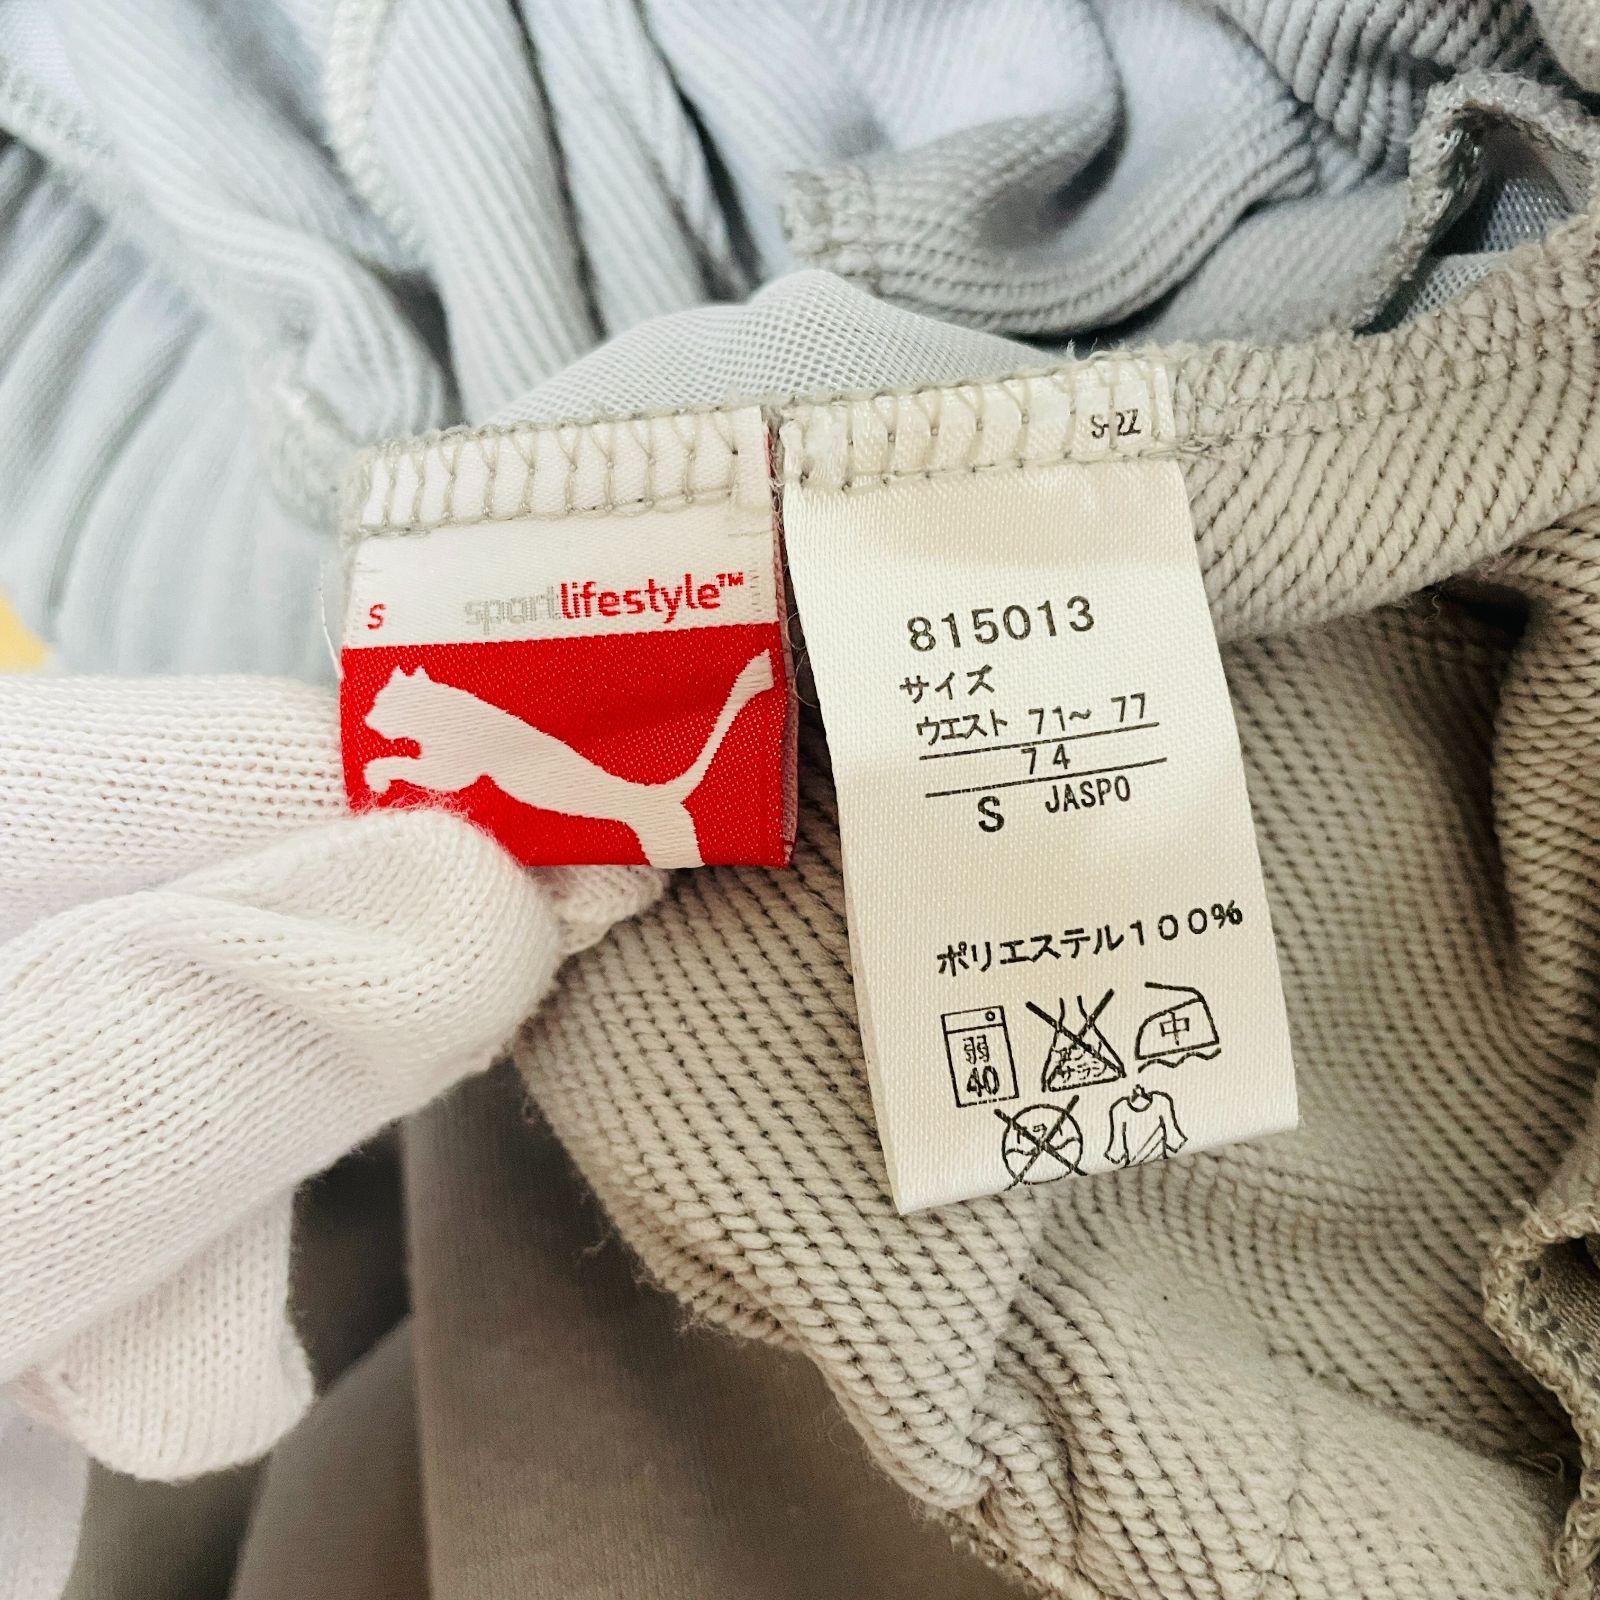 S sportlifestyle™
S-2Z
815013
サイズ
ウエスト 71~ 77
74
S JASPO
ポリエステル100%
弱
40
中